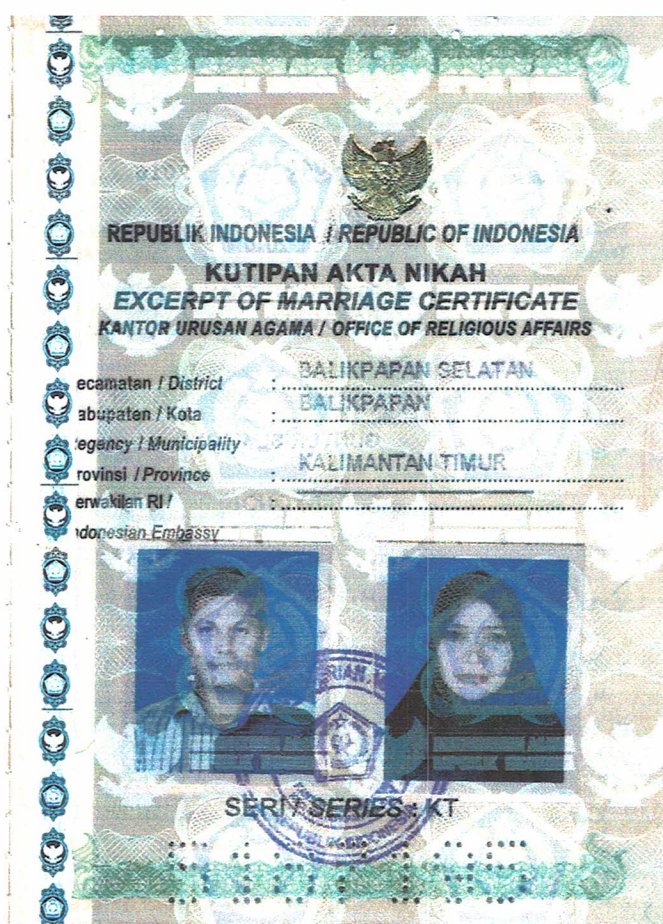 REPUBLIK INDONESIA / REPUBLIC OF INDONESIA
KUTIPAN AKTA NIKAH
EXCERPT OF MARRIAGE CERTIFICATE
KANTOR URUSAN AGAMA / OFFICE OF RELIGIOUS AFFAIRS
ecamatan / District : BALIKPAPAN SELATAN
abupaten / Kota : BALIKPAPAN
egency / Municipality
rovinsi / Province : KALIMANTAN TIMUR
erwakilan RI / :
ndonesian Embassy
SERI / SERIES : KT